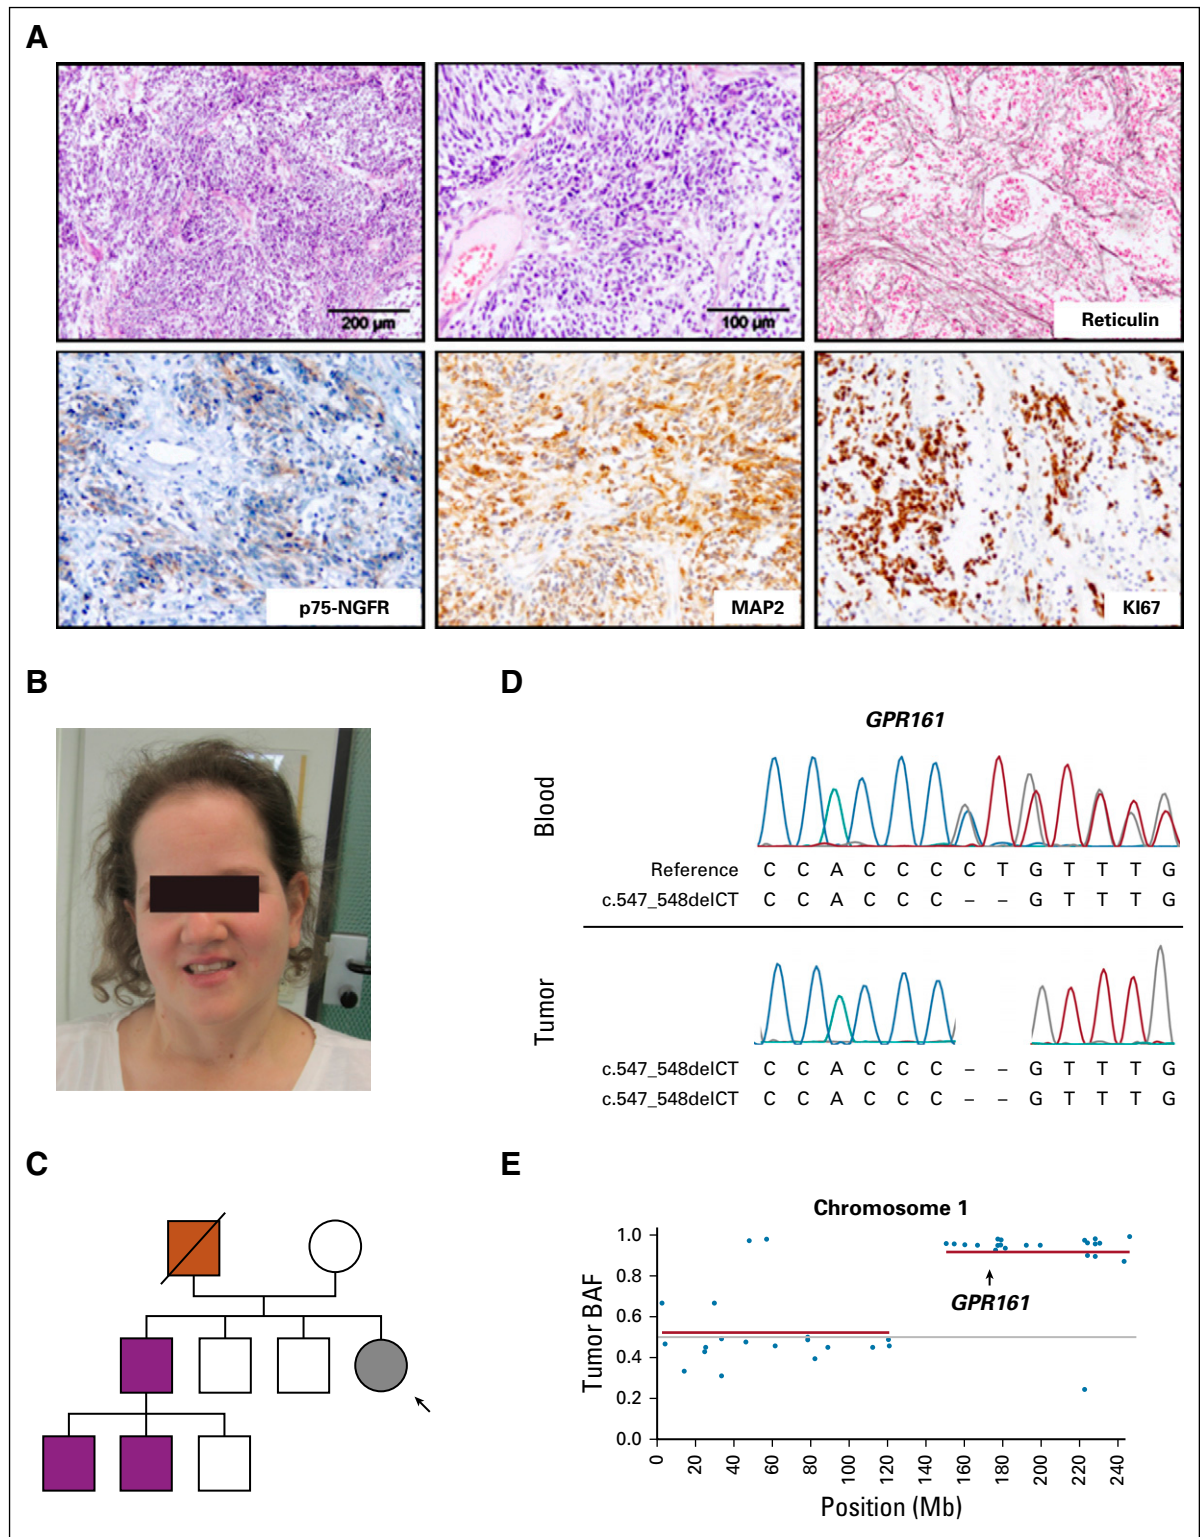 A
200 µm
100 µm
Reticulin
p75-NGFR
MAP2
KI67
B
C
D
GPR161
Blood
Reference C C A C C C C T G T T T G
c.547_548delCT C C A C C C – – G T T T G
Tumor
c.547_548delCT C C A C C C – – G T T T G
c.547_548delCT C C A C C C – – G T T T G
E
Chromosome 1
1.0
0.8
0.6
0.4
0.2
0.0
Tumor BAF
GPR161
0 20 40 60 80 100 120 140 160 180 200 220 240
Position (Mb)